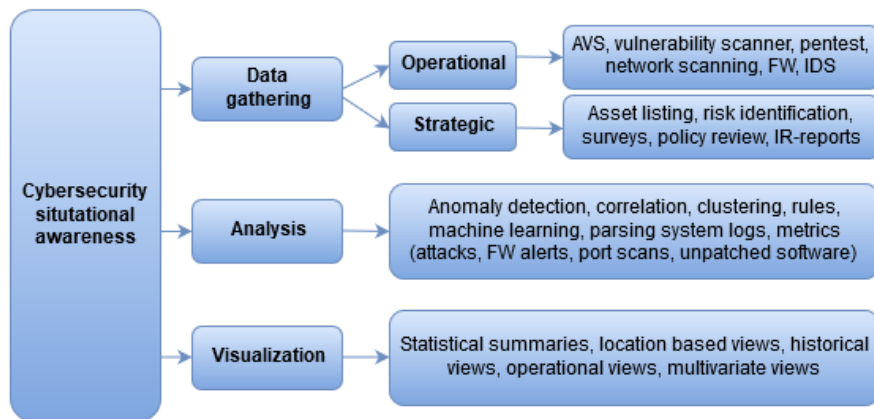 Cybersecurity
situtational
awareness
Data
gathering
Operational
AVS, vulnerability scanner, pentest,
network scanning, FW, IDS
Strategic
Asset listing, risk identification,
surveys, policy review, IR-reports
Analysis
Anomaly detection, correlation, clustering, rules,
machine learning, parsing system logs, metrics
(attacks, FW alerts, port scans, unpatched software)
Visualization
Statistical summaries, location based views, historical
views, operational views, multivariate views